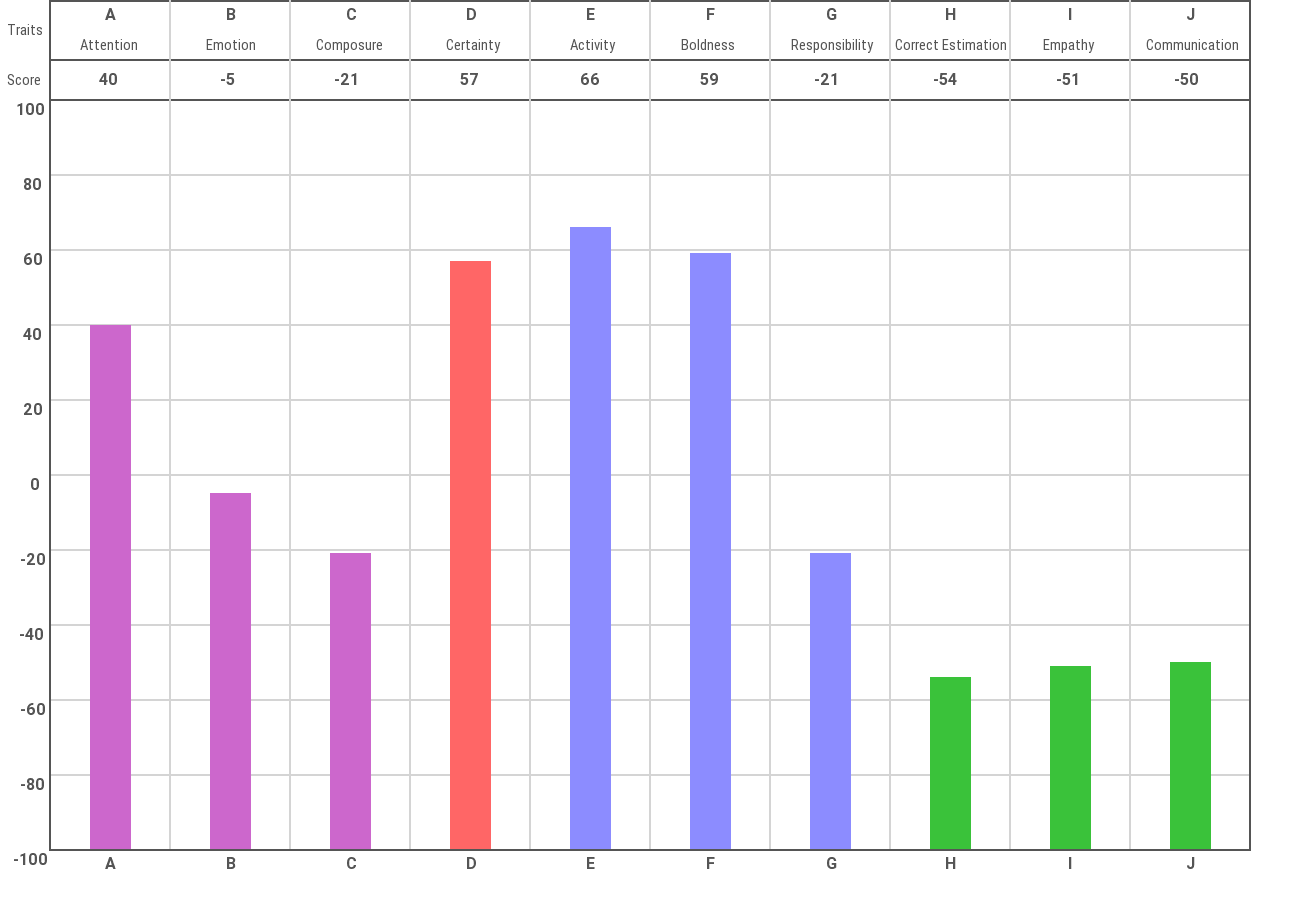 Traits A B C D E F G H I J
Attention Emotion Composure Certainty Activity Boldness Responsibility Correct Estimation Empathy Communication
Score 40 -5 -21 57 66 59 -21 -54 -51 -50
100
80
60
40
20
0
-20
-40
-60
-80
-100
A B C D E F G H I J